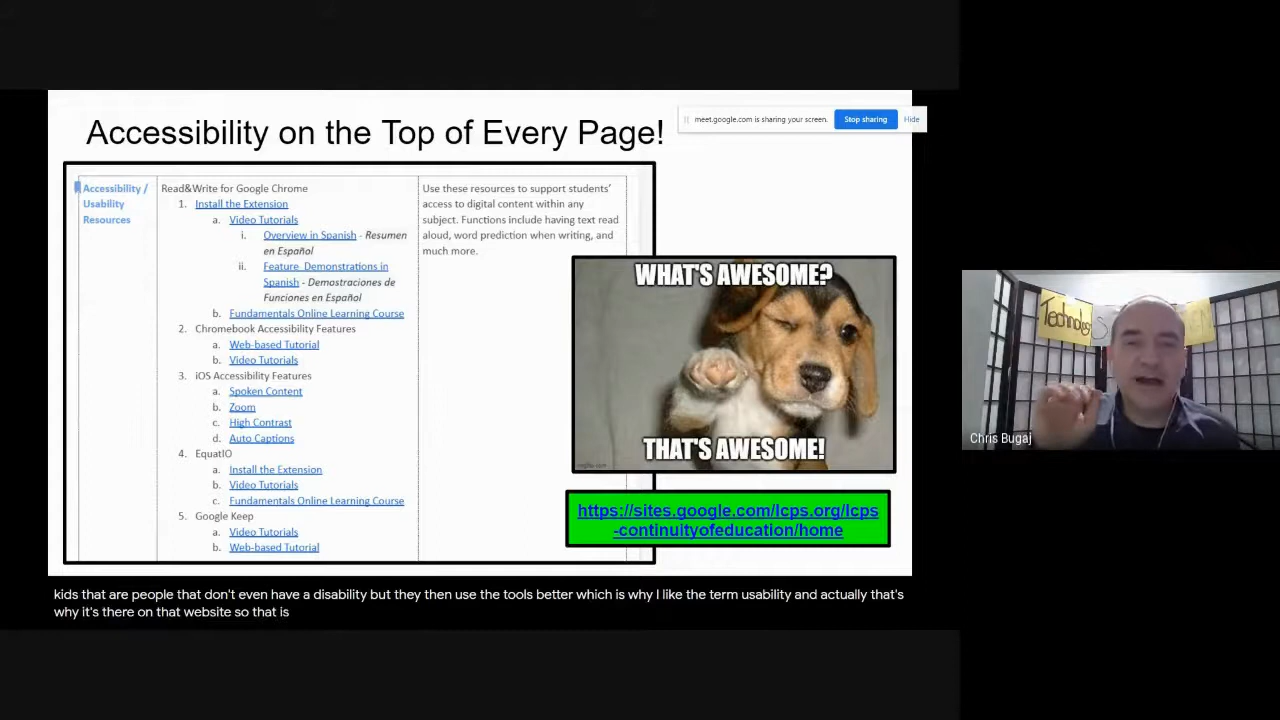 Accessibility on the Top of Every Page!
meet.google.com is sharing your screen. Stop sharing Hide
Accessibility /
Usability
Resources
Read&Write for Google Chrome
1. Install the Extension
a. Video Tutorials
i. Overview in Spanish - Resumen
en Español
ii. Feature Demonstrations in
Spanish - Demostraciones de
Funciones en Español
b. Fundamentals Online Learning Course
2. Chromebook Accessibility Features
a. Web-based Tutorial
b. Video Tutorials
3. iOS Accessibility Features
a. Spoken Content
b. Zoom
c. High Contrast
d. Auto Captions
4. EquatIO
a. Install the Extension
b. Video Tutorials
c. Fundamentals Online Learning Course
5. Google Keep
a. Video Tutorials
b. Web-based Tutorial
Use these resources to support students'
access to digital content within any
subject. Functions include having text read
aloud, word prediction when writing, and
much more.
WHAT'S AWESOME?
THAT'S AWESOME!
imgflip.com
https://sites.google.com/lcps.org/lcps
-continuityofeducation/home
Technology
Chris Bugaj
kids that are people that don't even have a disability but they then use the tools better which is why I like the term usability and actually that's
why it's there on that website so that is